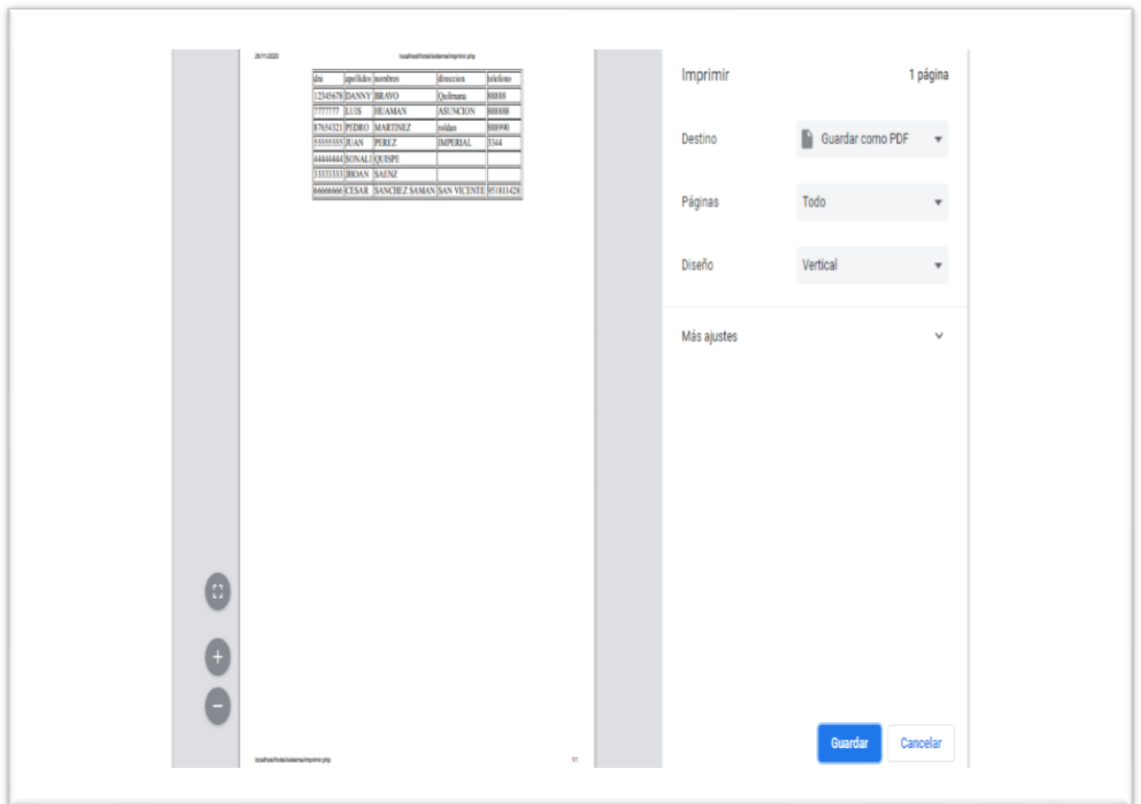 26/11/2020 localhost/hotel/sistema/imprimir.php
dni apellidos nombres direccion telefono
12345678 DANNY BRAVO Quilmana 88888
7777777 LUIS HUAMAN ASUNCION 888888
87654321 PEDRO MARTINEZ roldan 888990
55555555 JUAN PEREZ IMPERIAL 3344
44444444 SONALI QUISPE
33333333 JHOAN SAENZ
66666666 CESAR SANCHEZ SAMAN SAN VICENTE 951811428
localhost/hotel/sistema/imprimir.php 1/1
Imprimir 1 página
Destino Guardar como PDF
Páginas Todo
Diseño Vertical
Más ajustes
Guardar Cancelar